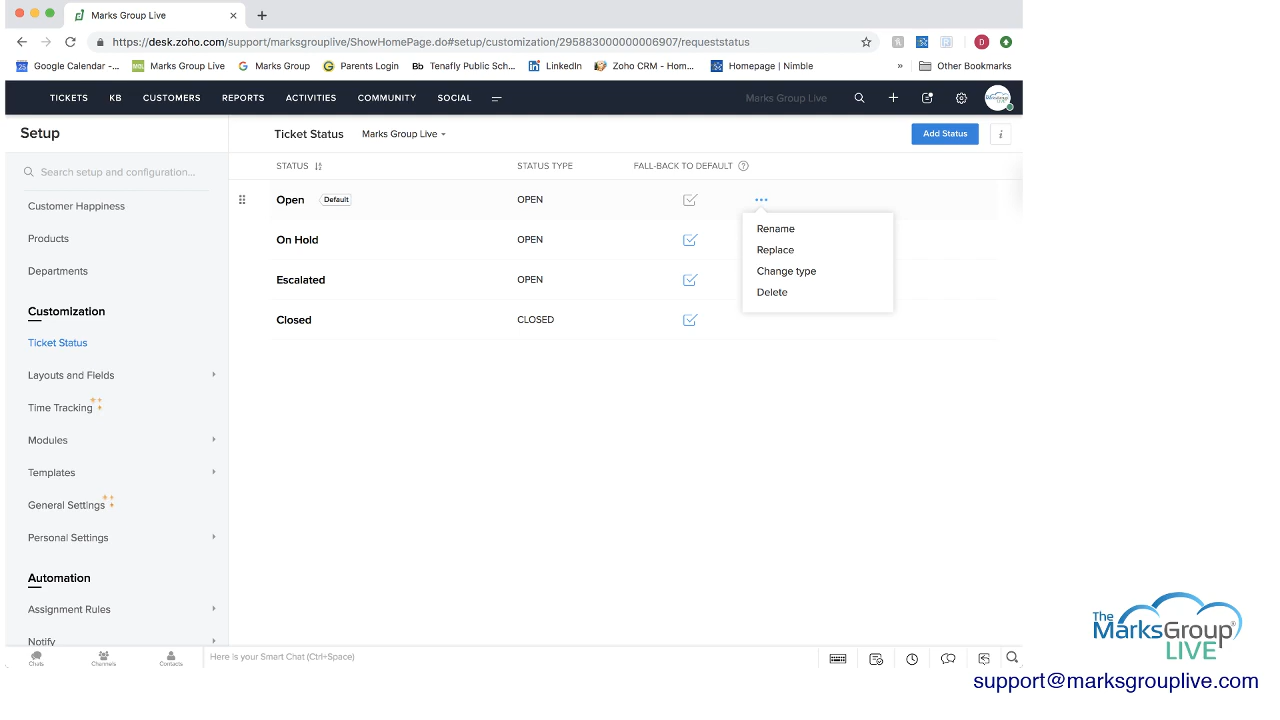 Marks Group Live
https://desk.zoho.com/support/marksgrouplive/ShowHomePage.do#setup/customization/295883000000006907/requeststatus
Google Calendar -...
Marks Group Live
Marks Group
Parents Login
Bb Tenafly Public Sch...
LinkedIn
Zoho CRM - Hom...
Homepage | Nimble
»
Other Bookmarks
TICKETS KB CUSTOMERS REPORTS ACTIVITIES COMMUNITY SOCIAL
Marks Group Live
Setup
Ticket Status Marks Group Live
Add Status
i
Search setup and configuration...
STATUS STATUS TYPE FALL-BACK TO DEFAULT ?
Customer Happiness
Products
Departments
Customization
Ticket Status
Layouts and Fields
Time Tracking
Modules
Templates
General Settings
Personal Settings
Automation
Assignment Rules
Notify
Open Default OPEN
On Hold OPEN
Escalated OPEN
Closed CLOSED
Rename
Replace
Change type
Delete
Chats Channels Contacts
Here is your Smart Chat (Ctrl+Space)
The
MarksGroup®
LIVE
support@marksgrouplive.com